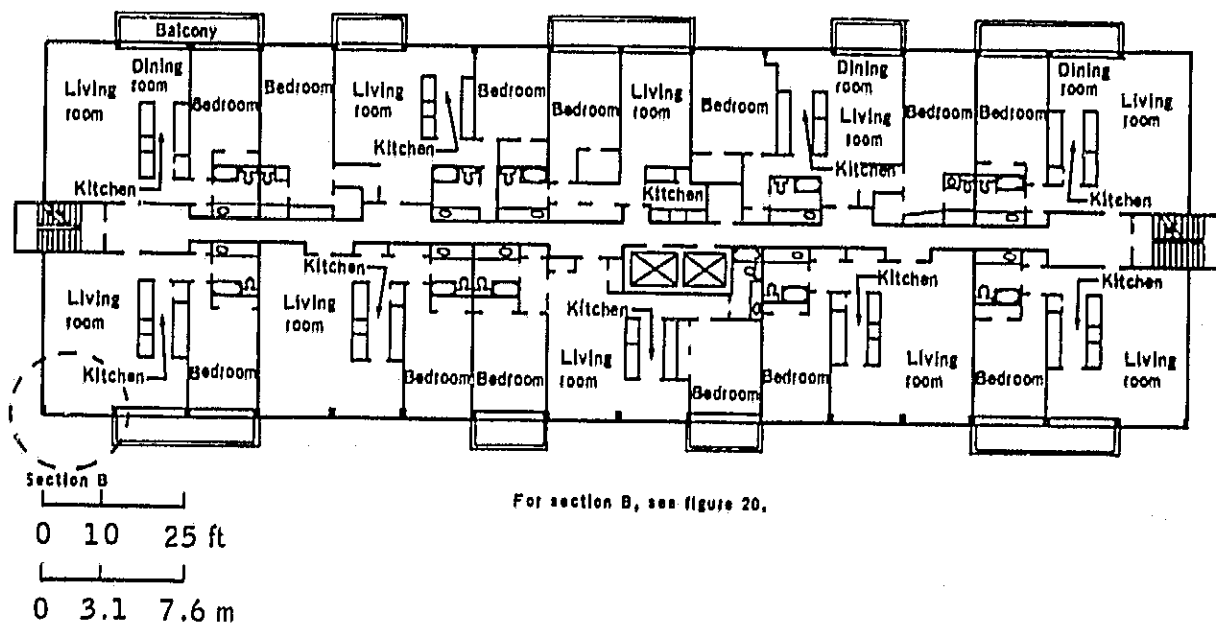 Balcony
Living
room
Dining
room
Bedroom
Bedroom
Kitchen
Living
room
Kitchen
Bedroom
Bedroom
Living
room
Kitchen
Bedroom
Dining
room
Living
room
Kitchen
Bedroom
Bedroom
Dining
room
Living
room
Kitchen
Living
room
Kitchen
Bedroom
Living
room
Kitchen
Bedroom
Bedroom
Living
room
Kitchen
Bedroom
Bedroom
Kitchen
Living
room
Bedroom
Kitchen
Living
room
Section B
For section B, see figure 20.
0 10 25 ft
0 3.1 7.6 m